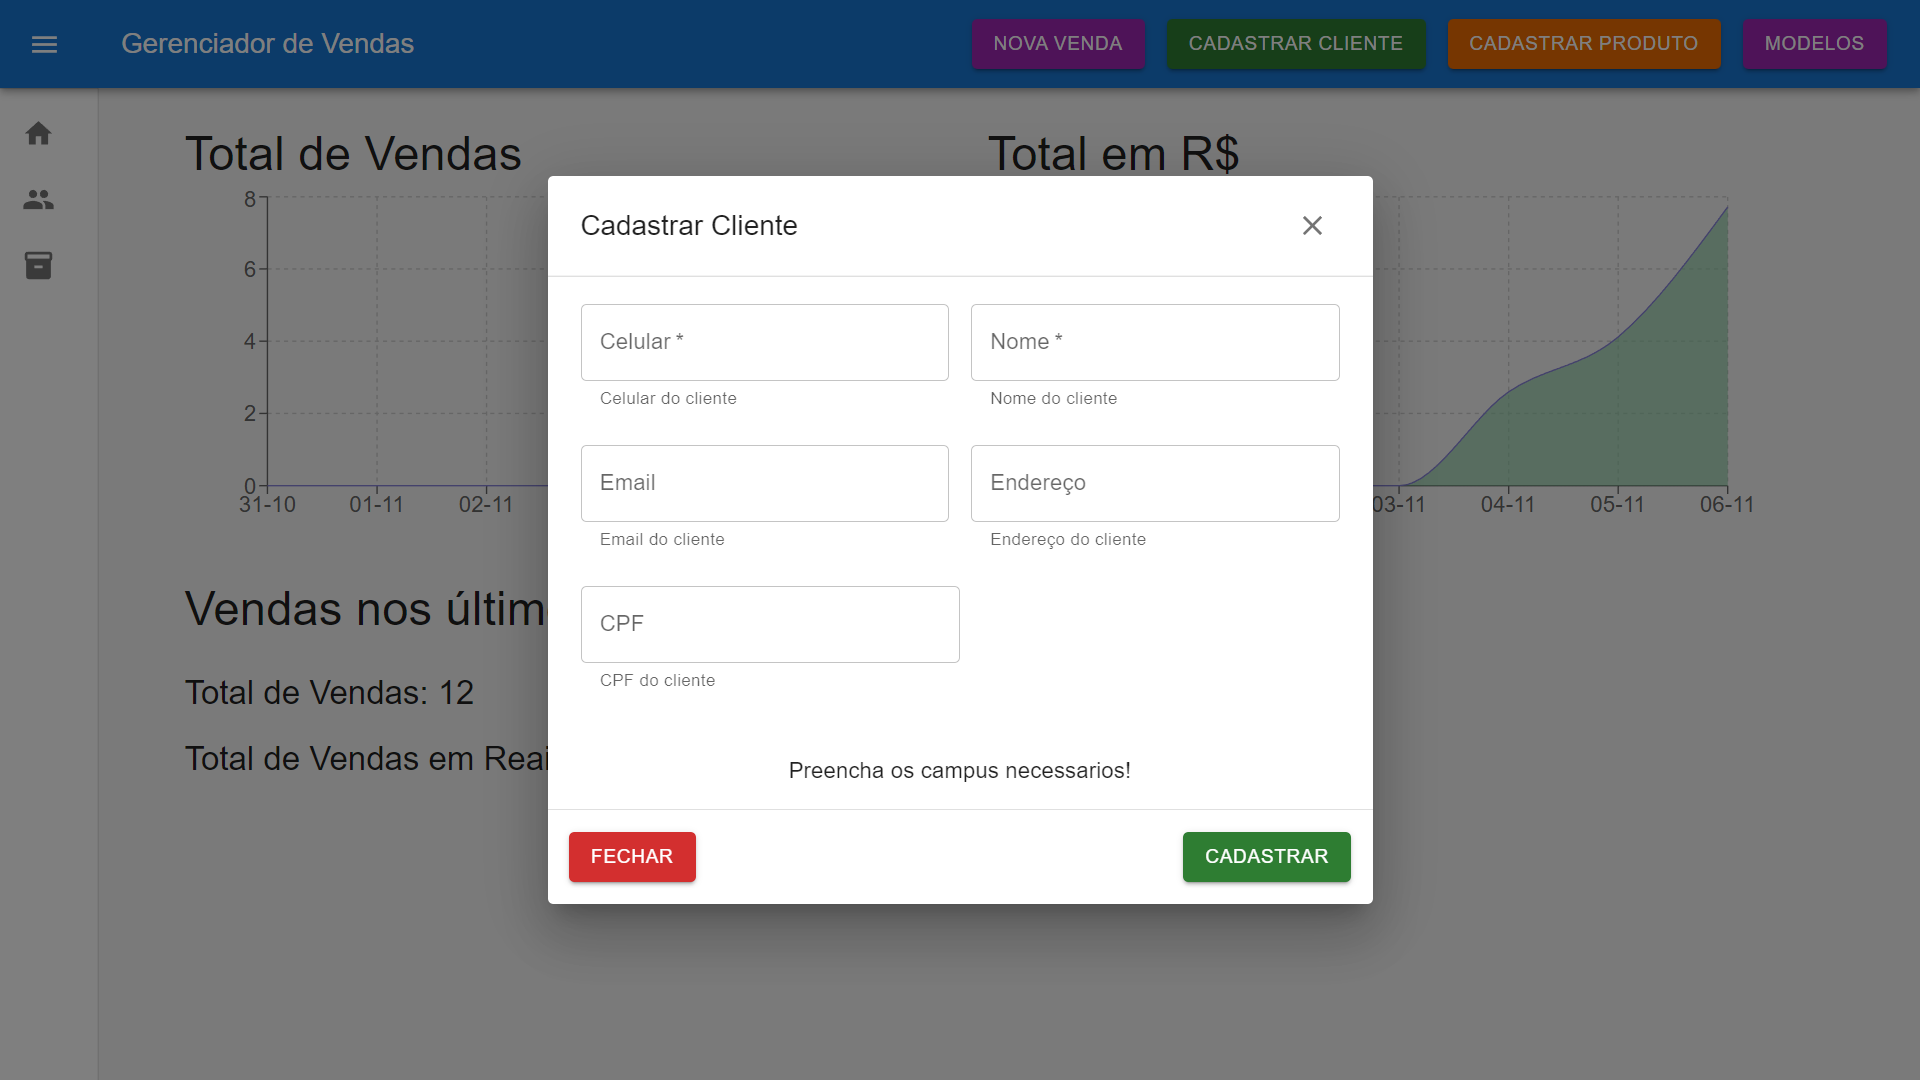 Gerenciador de Vendas
NOVA VENDA
CADASTRAR CLIENTE
CADASTRAR PRODUTO
MODELOS
Total de Vendas
Total em R$
8
6
4
2
0
31-10
01-11
02-11
03-11
04-11
05-11
06-11
Cadastrar Cliente
Celular *
Celular do cliente
Nome *
Nome do cliente
Email
Email do cliente
Endereço
Endereço do cliente
CPF
CPF do cliente
Preencha os campus necessarios!
FECHAR
CADASTRAR
Vendas nos
Total de Vendas: 12
Total de Vendas em